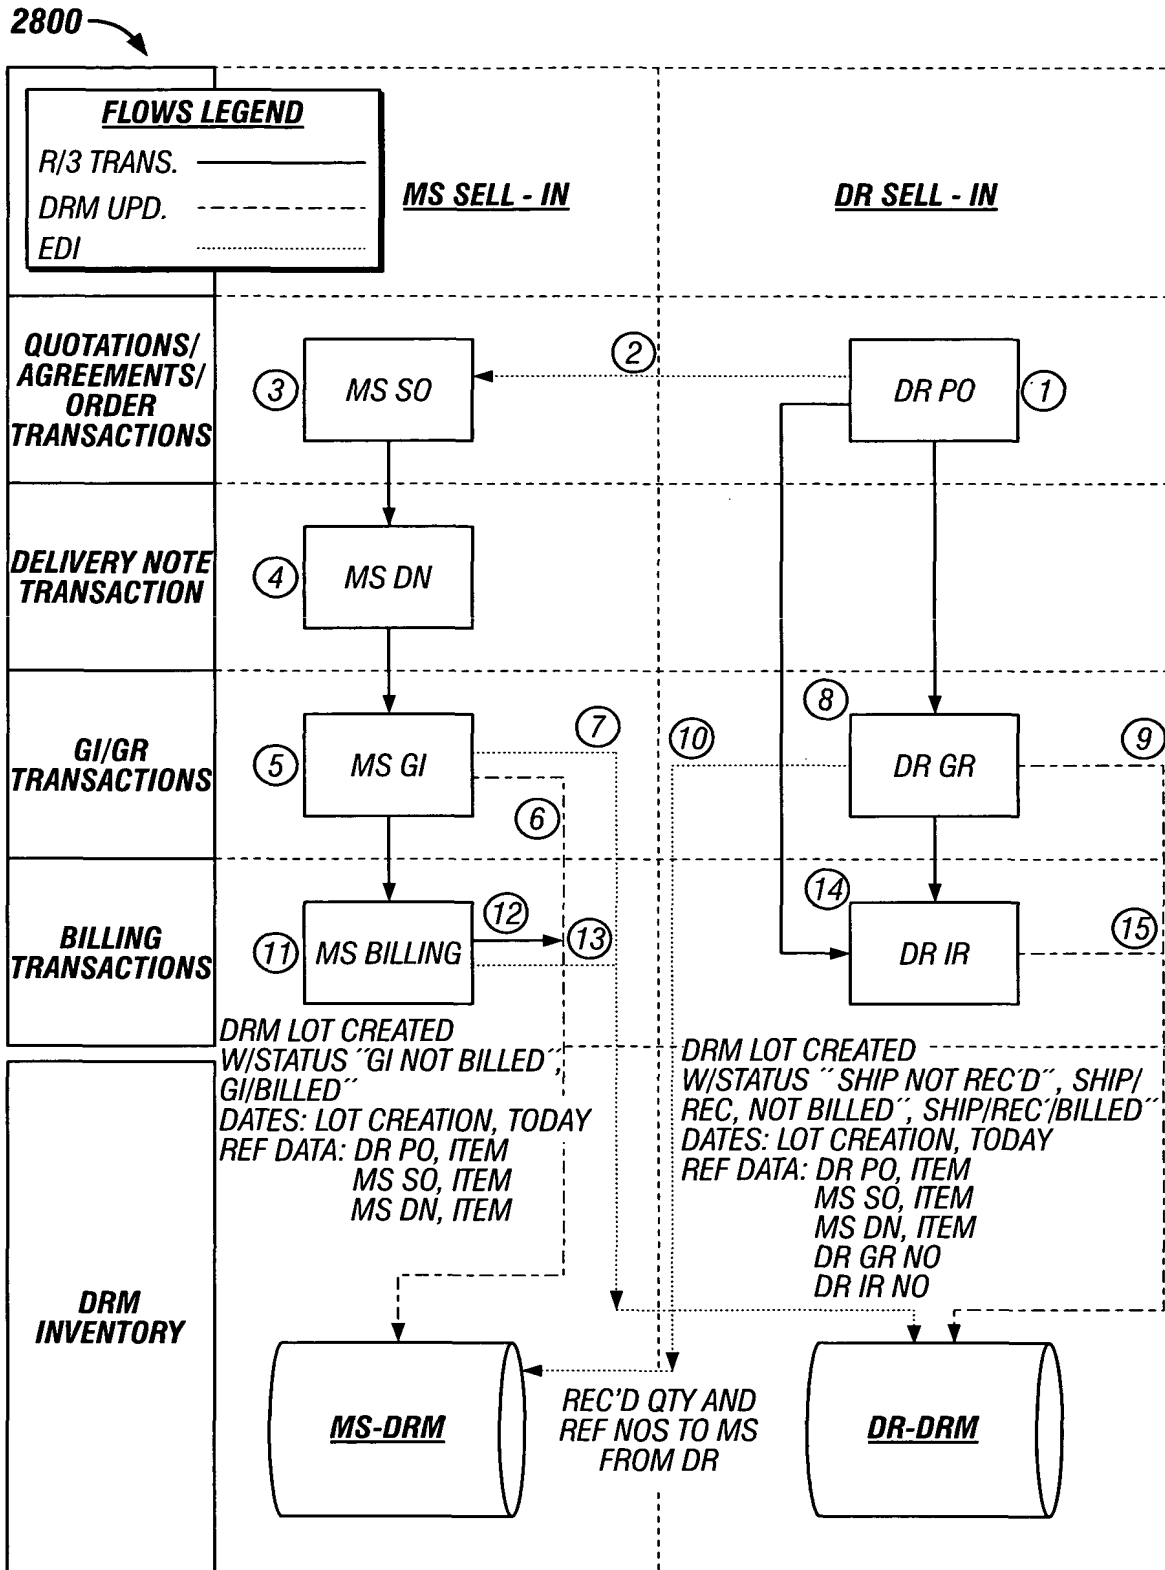 2800
FLOWS LEGEND
R/3 TRANS.
DRM UPD.
EDI
MS SELL - IN
DR SELL - IN
QUOTATIONS/
AGREEMENTS/
ORDER
TRANSACTIONS
3
MS SO
2
DR PO
1
DELIVERY NOTE
TRANSACTION
4
MS DN
GI/GR
TRANSACTIONS
5
MS GI
7
6
10
8
DR GR
9
BILLING
TRANSACTIONS
11
MS BILLING
12
13
14
DR IR
15
DRM LOT CREATED
W/STATUS "GI NOT BILLED",
GI/BILLED"
DATES: LOT CREATION, TODAY
REF DATA: DR PO, ITEM
MS SO, ITEM
MS DN, ITEM
DRM LOT CREATED
W/STATUS " SHIP NOT REC'D", SHIP/
REC, NOT BILLED", SHIP/REC'/BILLED"
DATES: LOT CREATION, TODAY
REF DATA: DR PO, ITEM
MS SO, ITEM
MS DN, ITEM
DR GR NO
DR IR NO
DRM
INVENTORY
MS-DRM
REC'D QTY AND
REF NOS TO MS
FROM DR
DR-DRM